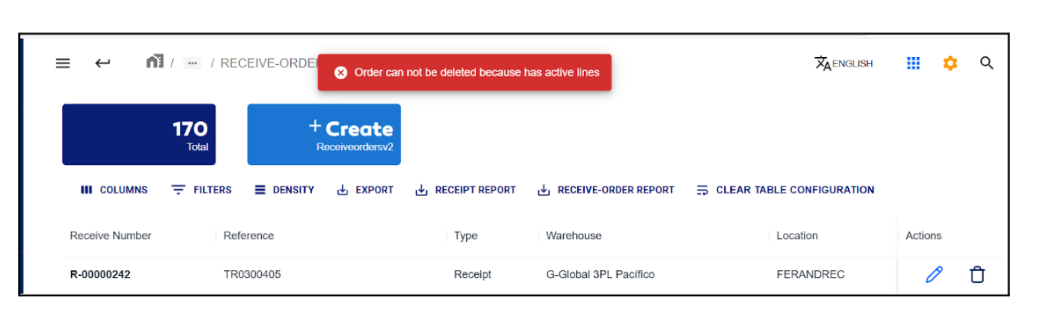 / ··· / RECEIVE-ORDE
Order can not be deleted because has active lines
ENGLISH
170
Total
+ Create
Receiveordersv2
COLUMNS FILTERS DENSITY EXPORT RECEIPT REPORT RECEIVE-ORDER REPORT CLEAR TABLE CONFIGURATION
Receive Number Reference Type Warehouse Location Actions
R-00000242 TR0300405 Receipt G-Global 3PL Pacífico FERANDREC